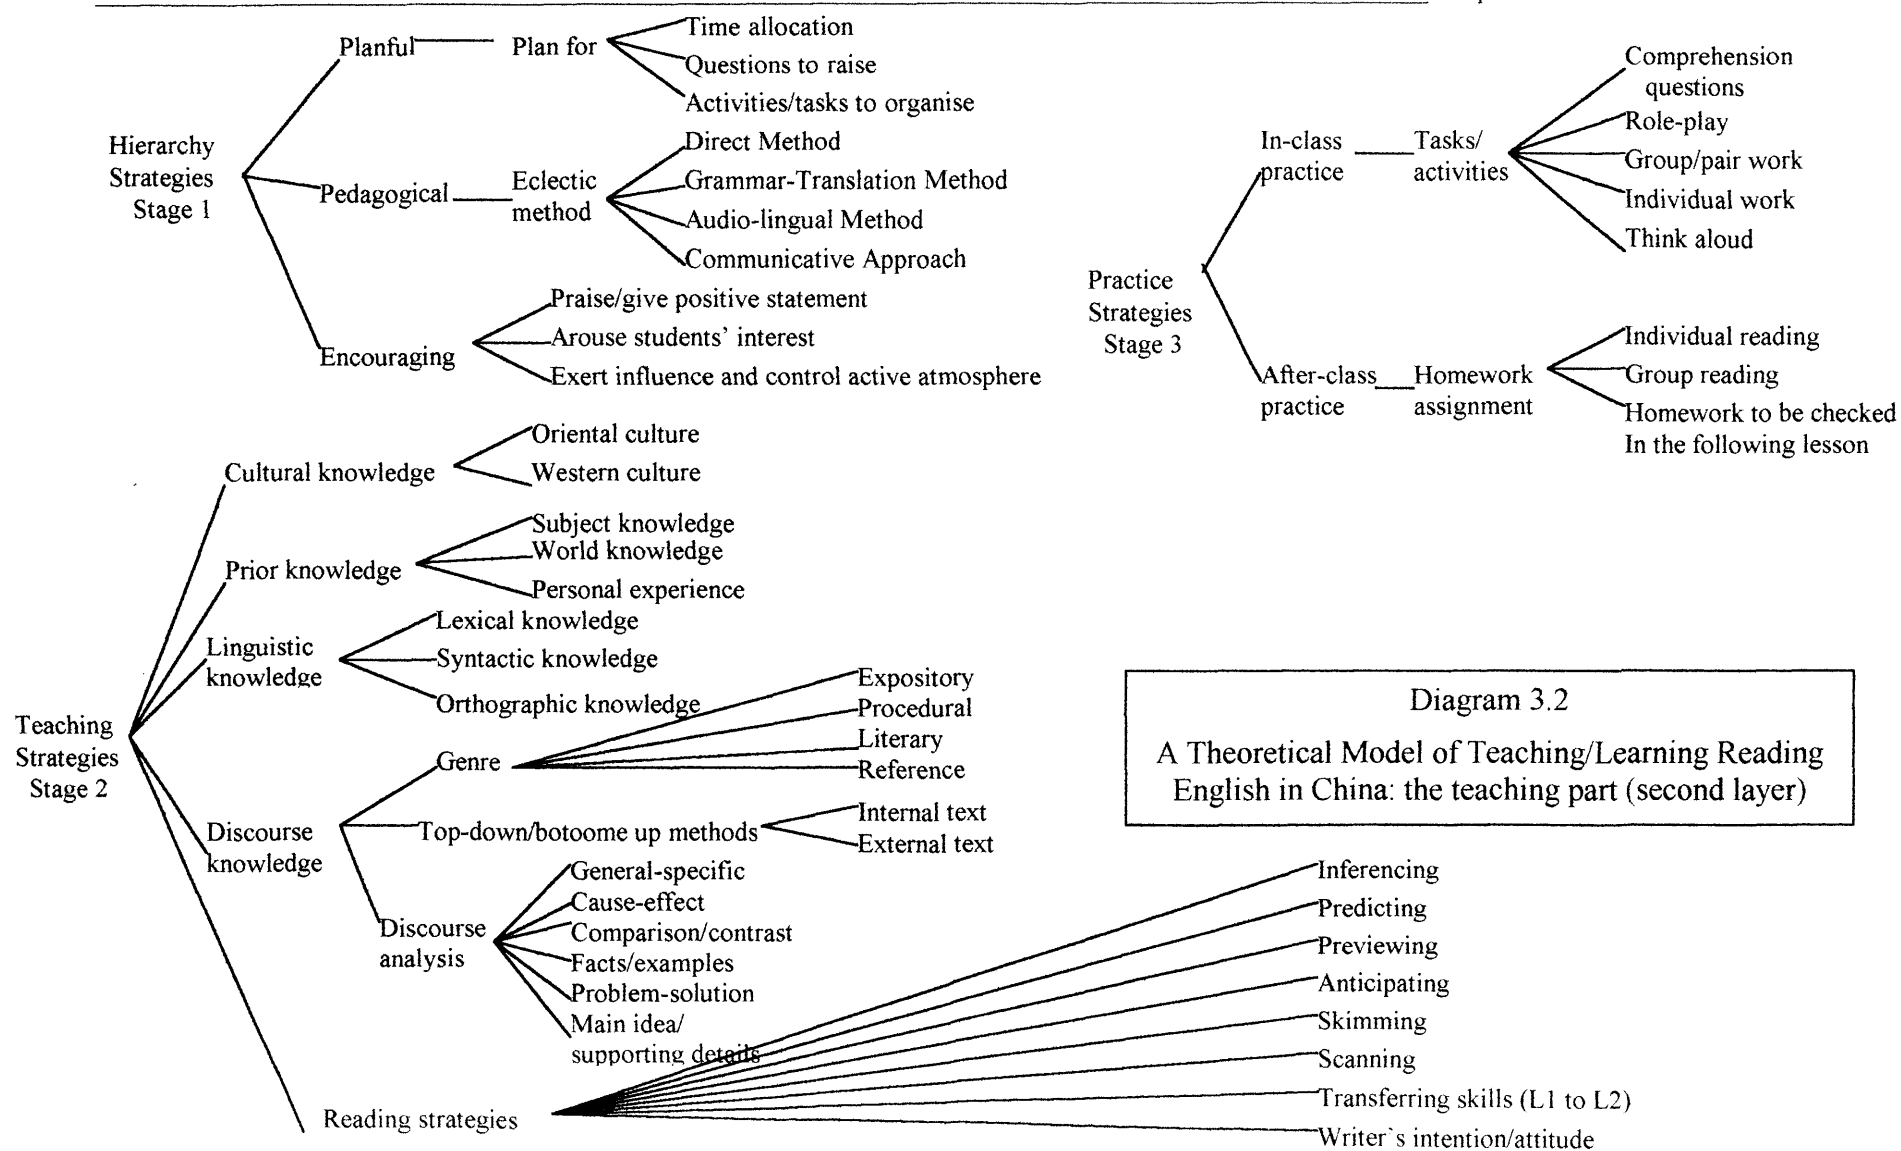 Planful
Plan for
Time allocation
Questions to raise
Activities/tasks to organise
Hierarchy
Strategies
Stage 1
Pedagogical
Eclectic
method
Direct Method
Grammar-Translation Method
Audio-lingual Method
Communicative Approach
Encouraging
Praise/give positive statement
Arouse students’ interest
Exert influence and control active atmosphere
Practice
Strategies
Stage 3
In-class
practice
Tasks/
activities
Comprehension
questions
Role-play
Group/pair work
Individual work
Think aloud
After-class
practice
Homework
assignment
Individual reading
Group reading
Homework to be checked
In the following lesson
Teaching
Strategies
Stage 2
Cultural knowledge
Oriental culture
Western culture
Prior knowledge
Subject knowledge
World knowledge
Personal experience
Linguistic
knowledge
Lexical knowledge
Syntactic knowledge
Orthographic knowledge
Discourse
knowledge
Genre
Expository
Procedural
Literary
Reference
Top-down/botoome up methods
Internal text
External text
Discourse
analysis
General-specific
Cause-effect
Comparison/contrast
Facts/examples
Problem-solution
Main idea/
supporting details
Reading strategies
Inferencing
Predicting
Previewing
Anticipating
Skimming
Scanning
Transferring skills (L1 to L2)
Writer`s intention/attitude
Diagram 3.2
A Theoretical Model of Teaching/Learning Reading
English in China: the teaching part (second layer)